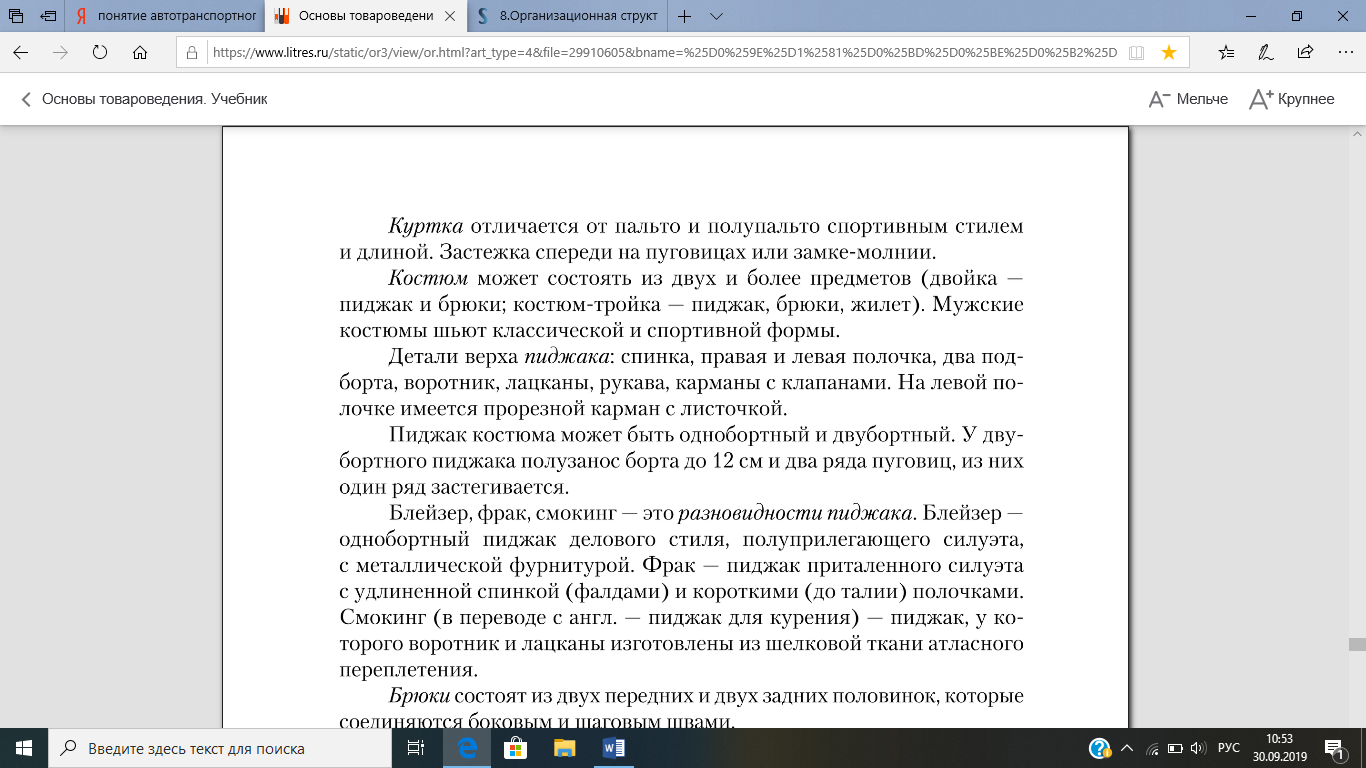 понятие автотранспортног
Основы товароведени
8.Организационная структ
https://www.litres.ru/static/or3/view/or.html?art_type=4&file=29910605&bname=%25D0%259E%25D1%2581%25D0%25BD%25D0%25BE%25D0%25B2%25D
Основы товароведения. Учебник
А− Мельче
А+ Крупнее
Куртка отличается от пальто и полупальто спортивным стилем
и длиной. Застежка спереди на пуговицах или замке-молнии.
Костюм может состоять из двух и более предметов (двойка —
пиджак и брюки; костюм-тройка — пиджак, брюки, жилет). Мужские
костюмы шьют классической и спортивной формы.
Детали верха пиджака: спинка, правая и левая полочка, два под-
борта, воротник, лацканы, рукава, карманы с клапанами. На левой по-
лочке имеется прорезной карман с листочкой.
Пиджак костюма может быть однобортный и двубортный. У дву-
бортного пиджака полузанос борта до 12 см и два ряда пуговиц, из них
один ряд застегивается.
Блейзер, фрак, смокинг — это разновидности пиджака. Блейзер —
однобортный пиджак делового стиля, полуприлегающего силуэта,
с металлической фурнитурой. Фрак — пиджак приталенного силуэта
с удлиненной спинкой (фалдами) и короткими (до талии) полочками.
Смокинг (в переводе с англ. — пиджак для курения) — пиджак, у ко-
торого воротник и лацканы изготовлены из шелковой ткани атласного
переплетения.
Брюки состоят из двух передних и двух задних половинок, которые
соединяются боковым и шаговым швами.
Введите здесь текст для поиска
РУС
10:53
30.09.2019
1